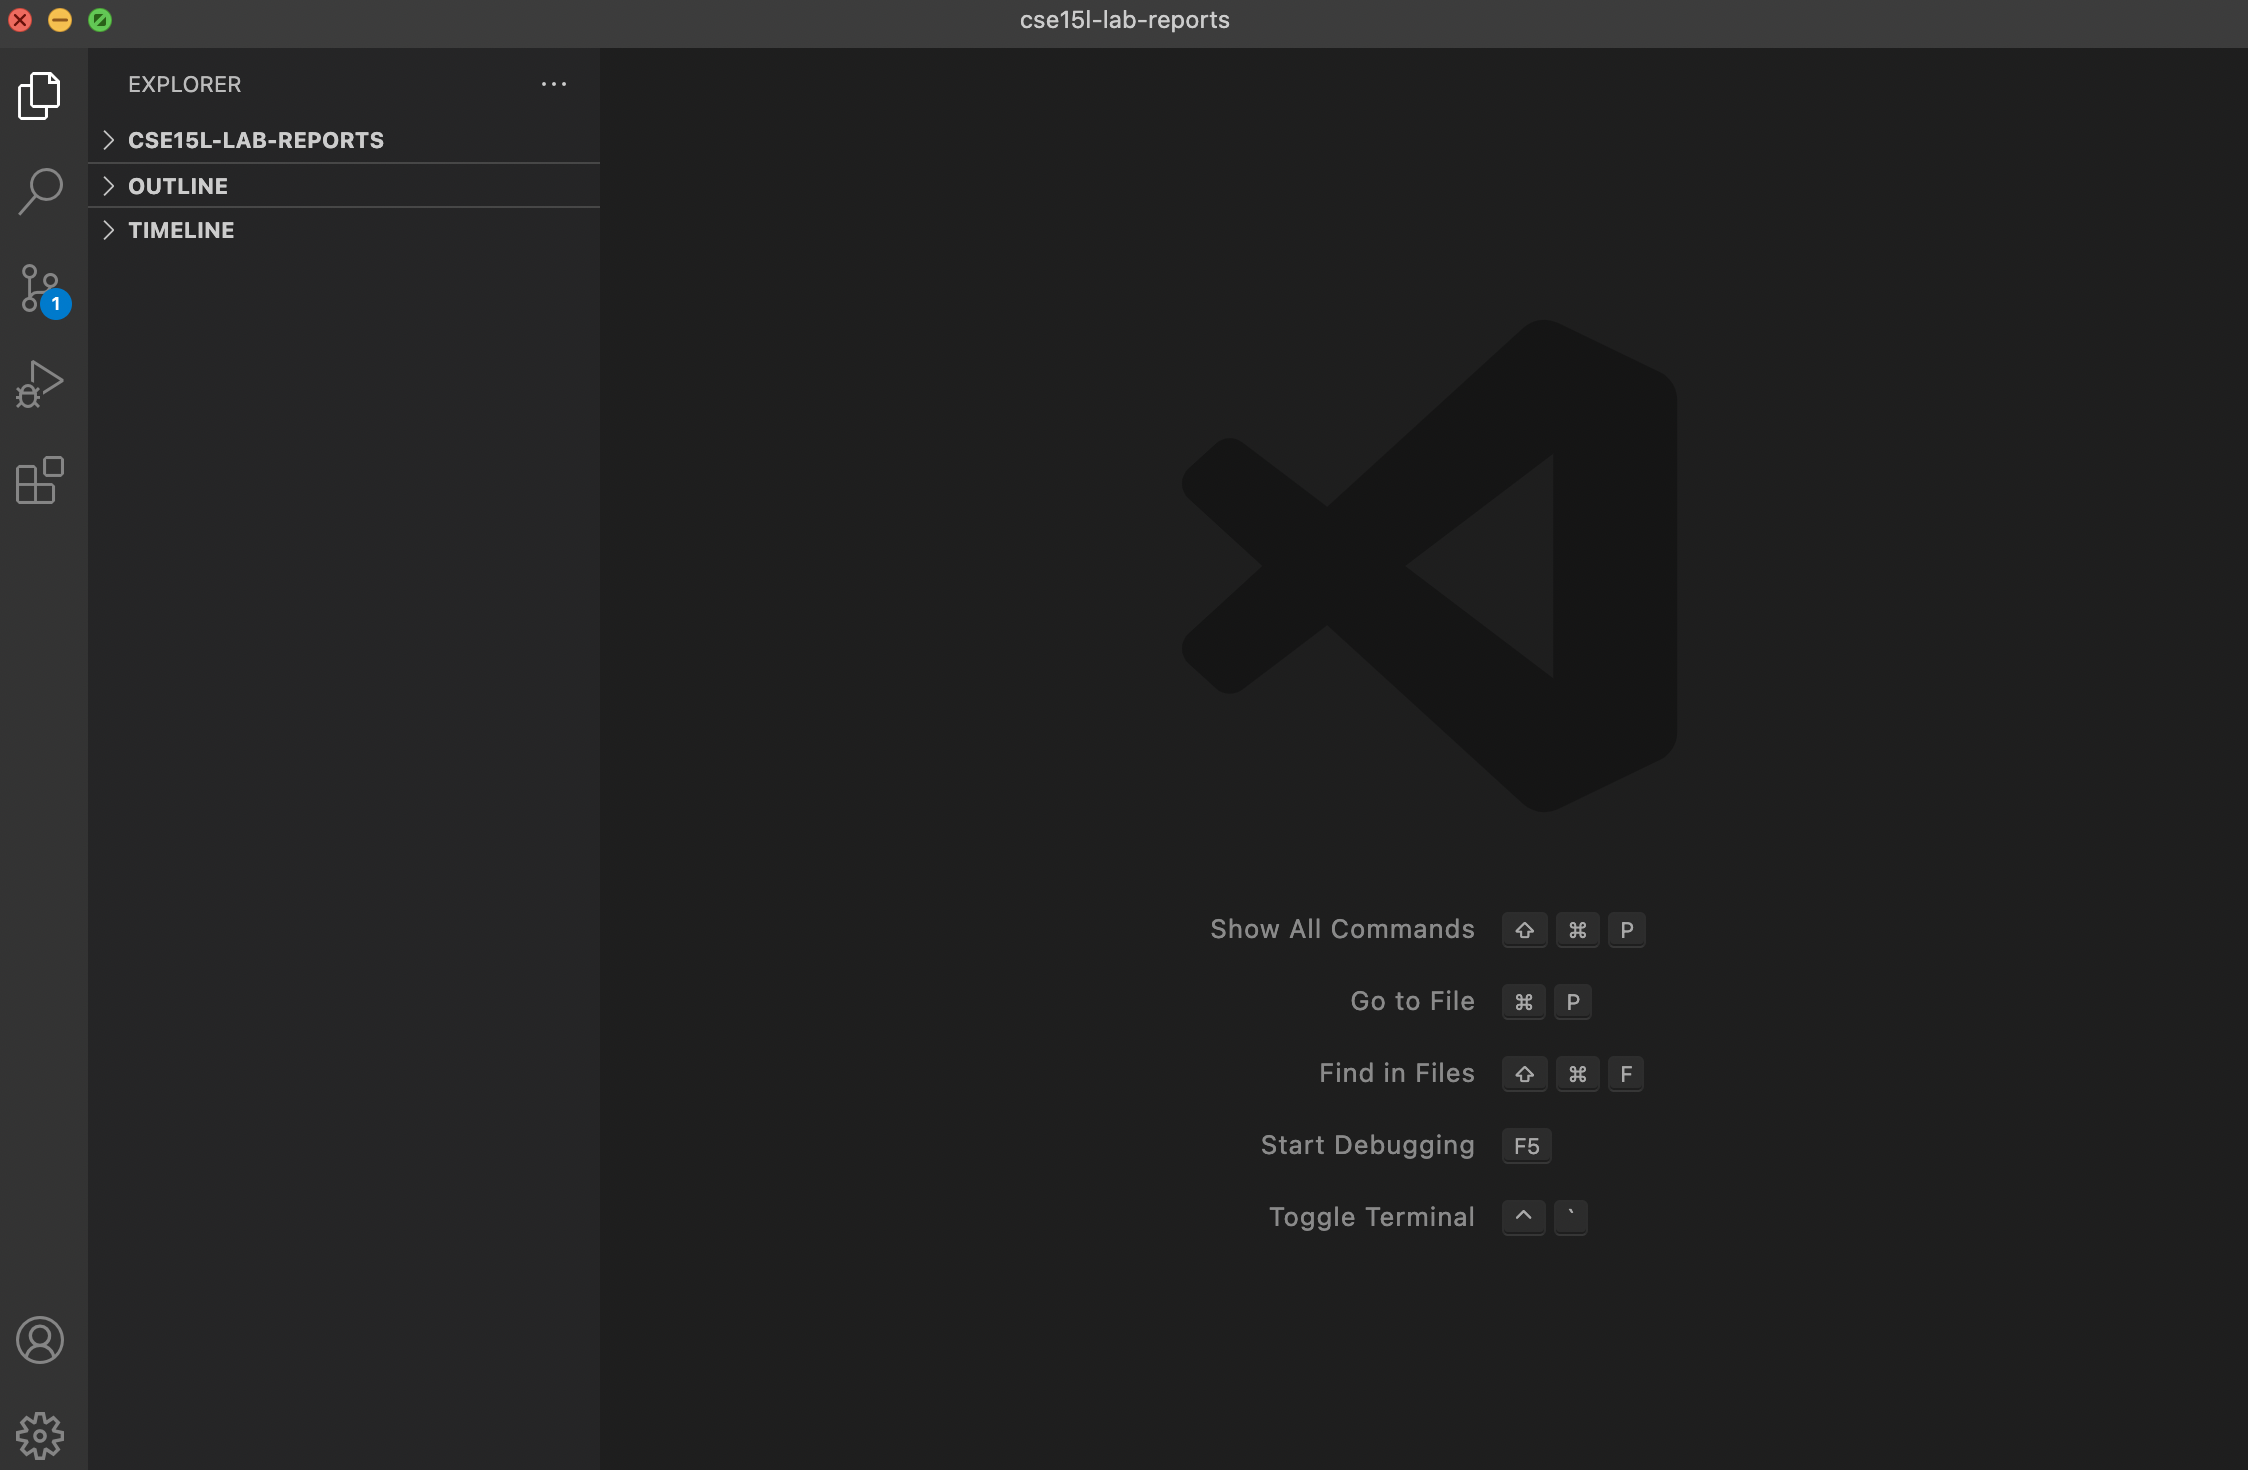 cse15l-lab-reports
EXPLORER
CSE15L-LAB-REPORTS
OUTLINE
TIMELINE
1
Show All Commands ⇧ ⌘ P
Go to File ⌘ P
Find in Files ⇧ ⌘ F
Start Debugging F5
Toggle Terminal ^ `